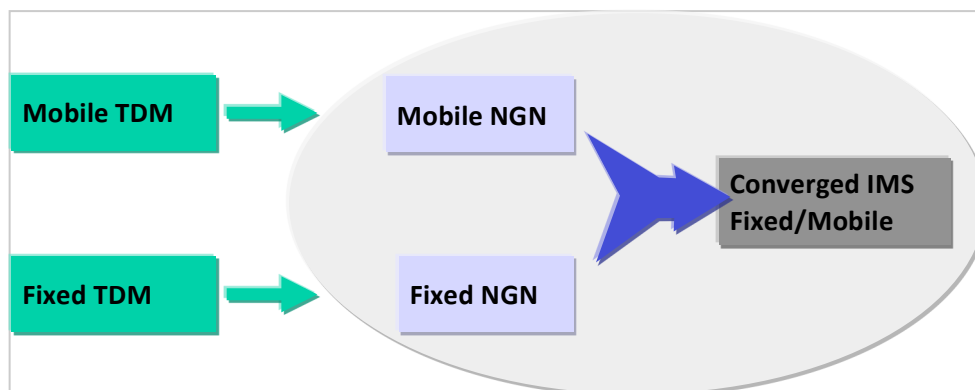 Mobile TDM
Mobile NGN
Converged IMS
Fixed/Mobile
Fixed TDM
Fixed NGN